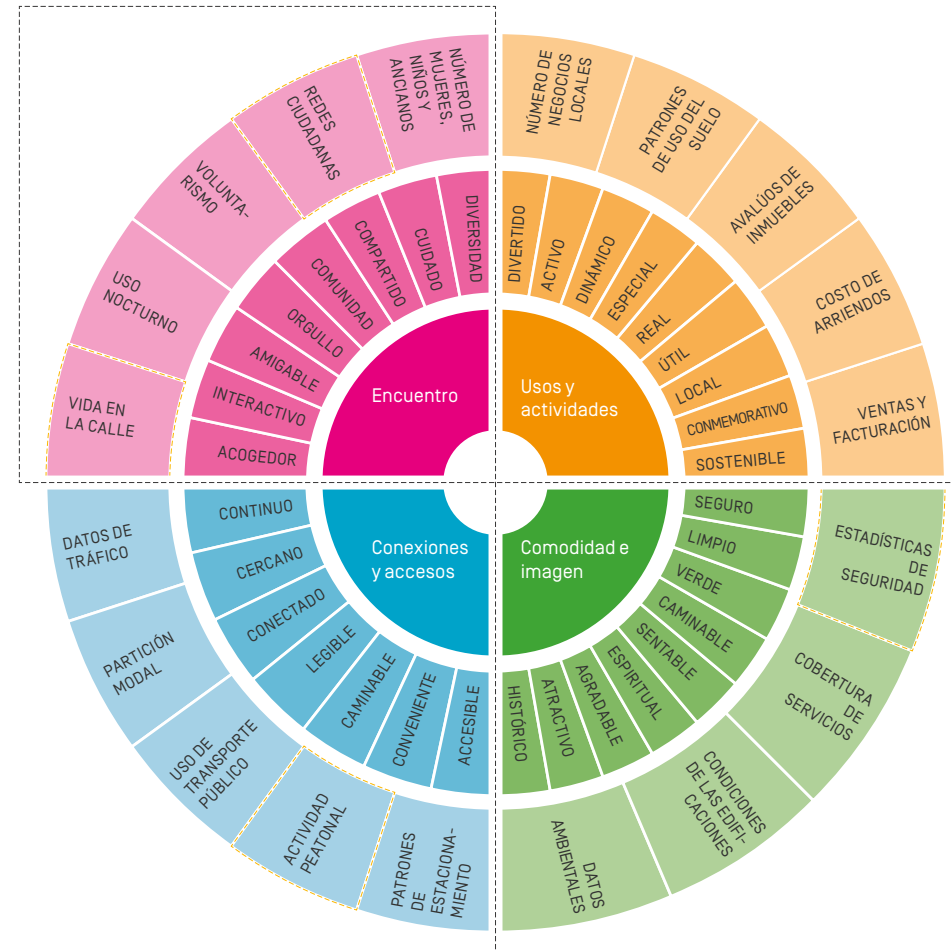 Encuentro
DIVERSIDAD
CUIDADO
COMPARTIDO
COMUNIDAD
ORGULLO
AMIGABLE
INTERACTIVO
ACOGEDOR
NÚMERO DE
MUJERES,
NIÑOS Y
ANCIANOS
REDES
CIUDADANAS
VOLUNTA-
RISMO
USO
NOCTURNO
VIDA EN
LA CALLE
Usos y
actividades
DIVERTIDO
ACTIVO
DINÁMICO
ESPECIAL
REAL
ÚTIL
LOCAL
CONMEMORATIVO
SOSTENIBLE
NÚMERO DE
NEGOCIOS
LOCALES
PATRONES
DE USO DEL
SUELO
AVALÚOS DE
INMUEBLES
COSTO DE
ARRIENDOS
VENTAS Y
FACTURACIÓN
Conexiones
y accesos
CONTINUO
CERCANO
CONECTADO
LEGIBLE
CAMINABLE
CONVENIENTE
ACCESIBLE
DATOS DE
TRÁFICO
PARTICIÓN
MODAL
USO DE
TRANSPORTE
PÚBLICO
ACTIVIDAD
PEATONAL
PATRONES
DE
ESTACIONA-
MIENTO
Comodidad e
imagen
SEGURO
LIMPIO
VERDE
CAMINABLE
SENTABLE
ESPIRITUAL
AGRADABLE
ATRACTIVO
HISTÓRICO
ESTADÍSTICAS
DE
SEGURIDAD
COBERTURA
DE
SERVICIOS
CONDICIONES
DE LAS EDIFI-
CACIONES
DATOS
AMBIENTALES